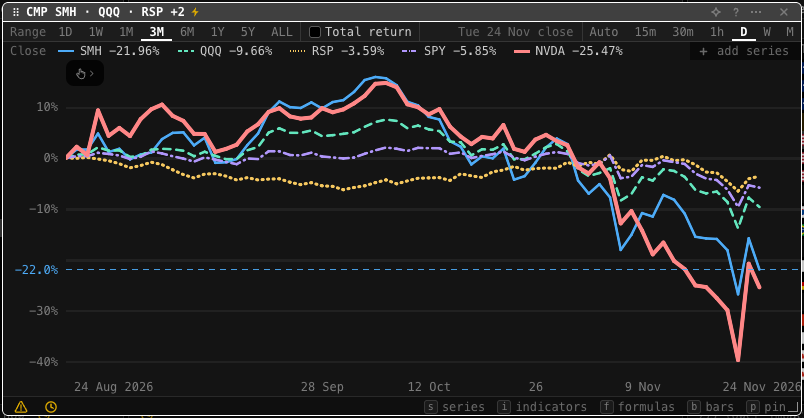 CMP SMH · QQQ · RSP +2
Range 1D 1W 1M 3M 6M 1Y 5Y ALL Total return Tue 24 Nov close Auto 15m 30m 1h D W M
Close SMH −21.96% QQQ −9.66% RSP −3.59% SPY −5.85% NVDA −25.47% + add series
10%
0%
−10%
−22.0%
−30%
−40%
24 Aug 2026 28 Sep 12 Oct 26 9 Nov 24 Nov 2026
s series i indicators f formulas b bars p pin